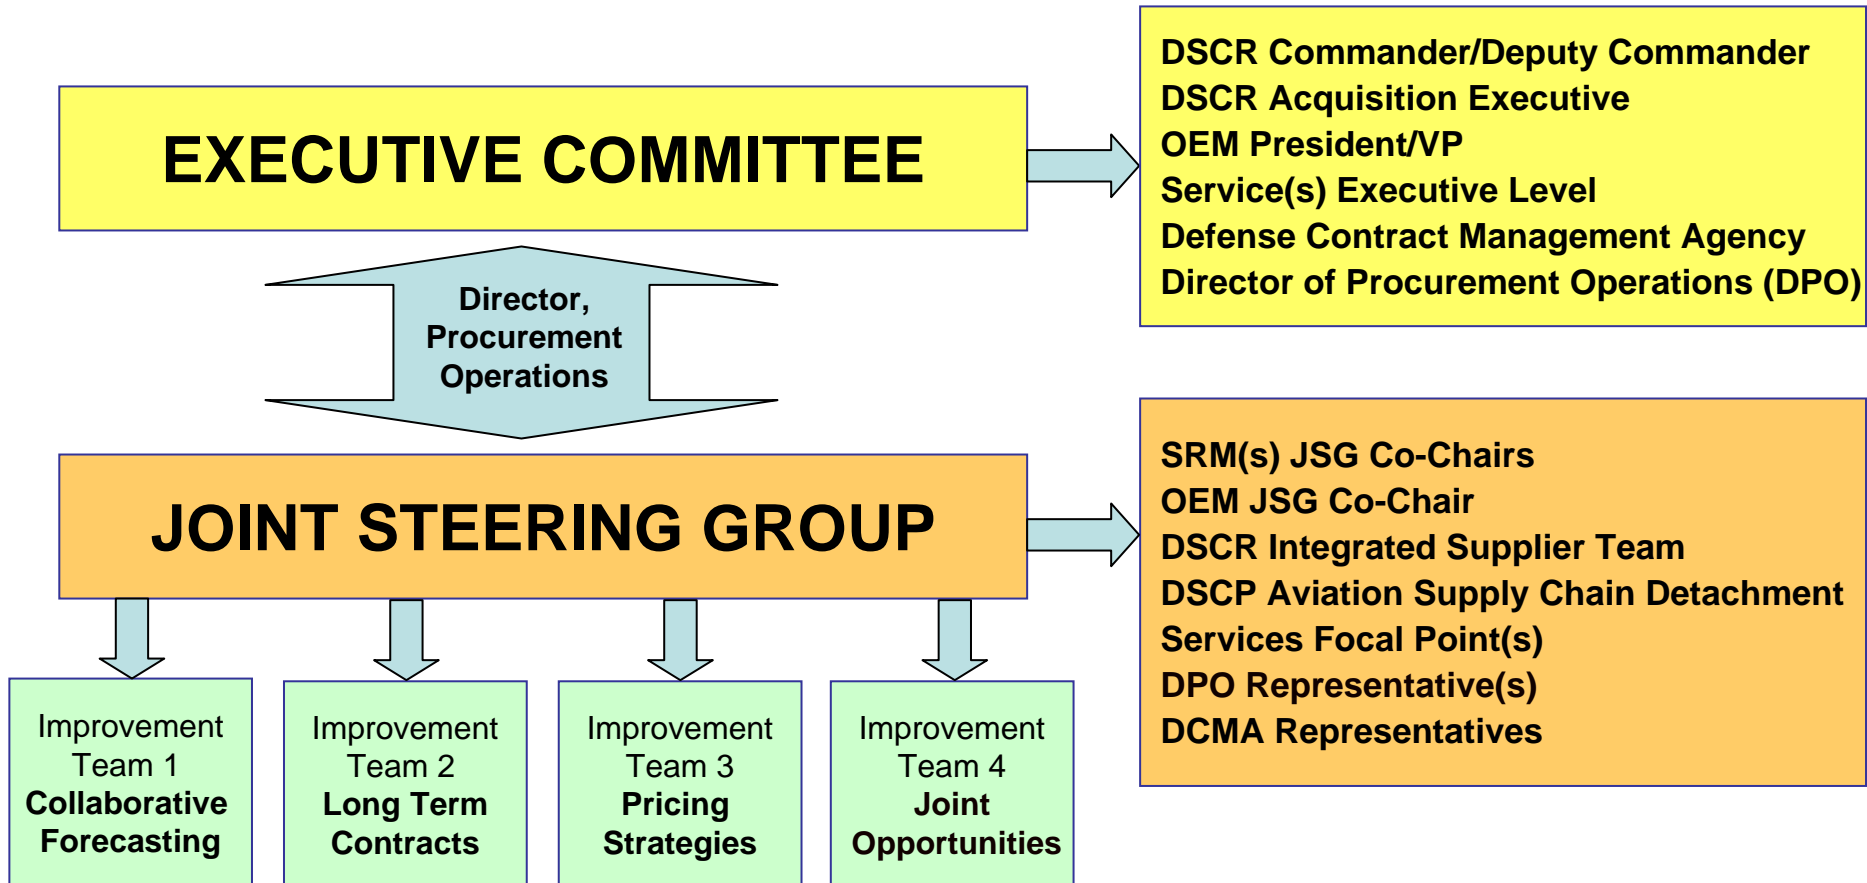 EXECUTIVE COMMITTEE
DSCR Commander/Deputy Commander
DSCR Acquisition Executive
OEM President/VP
Service(s) Executive Level
Defense Contract Management Agency
Director of Procurement Operations (DPO)
Director,
Procurement
Operations
JOINT STEERING GROUP
SRM(s) JSG Co-Chairs
OEM JSG Co-Chair
DSCR Integrated Supplier Team
DSCP Aviation Supply Chain Detachment
Services Focal Point(s)
DPO Representative(s)
DCMA Representatives
Improvement
Team 1
Collaborative
Forecasting
Improvement
Team 2
Long Term
Contracts
Improvement
Team 3
Pricing
Strategies
Improvement
Team 4
Joint
Opportunities